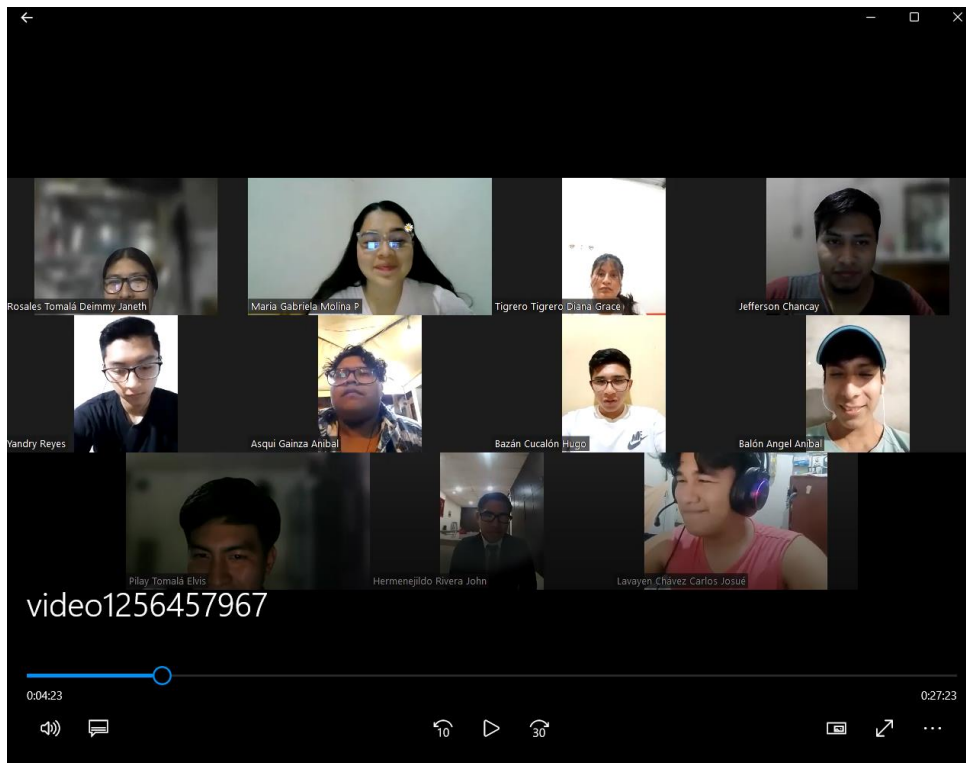 Rosales Tomalá Deimmy Janeth
Maria Gabriela Molina P
Tigrero Tigrero Diana Grace
Jefferson Chancay
Yandry Reyes
Asqui Gainza Anibal
Bazán Cucalón Hugo
Balón Angel Anibal
Pilay Tomalá Elvis
Hermenejildo Rivera John
Lavayen Chávez Carlos Josué
video1256457967
0:04:23
0:27:23
10
30